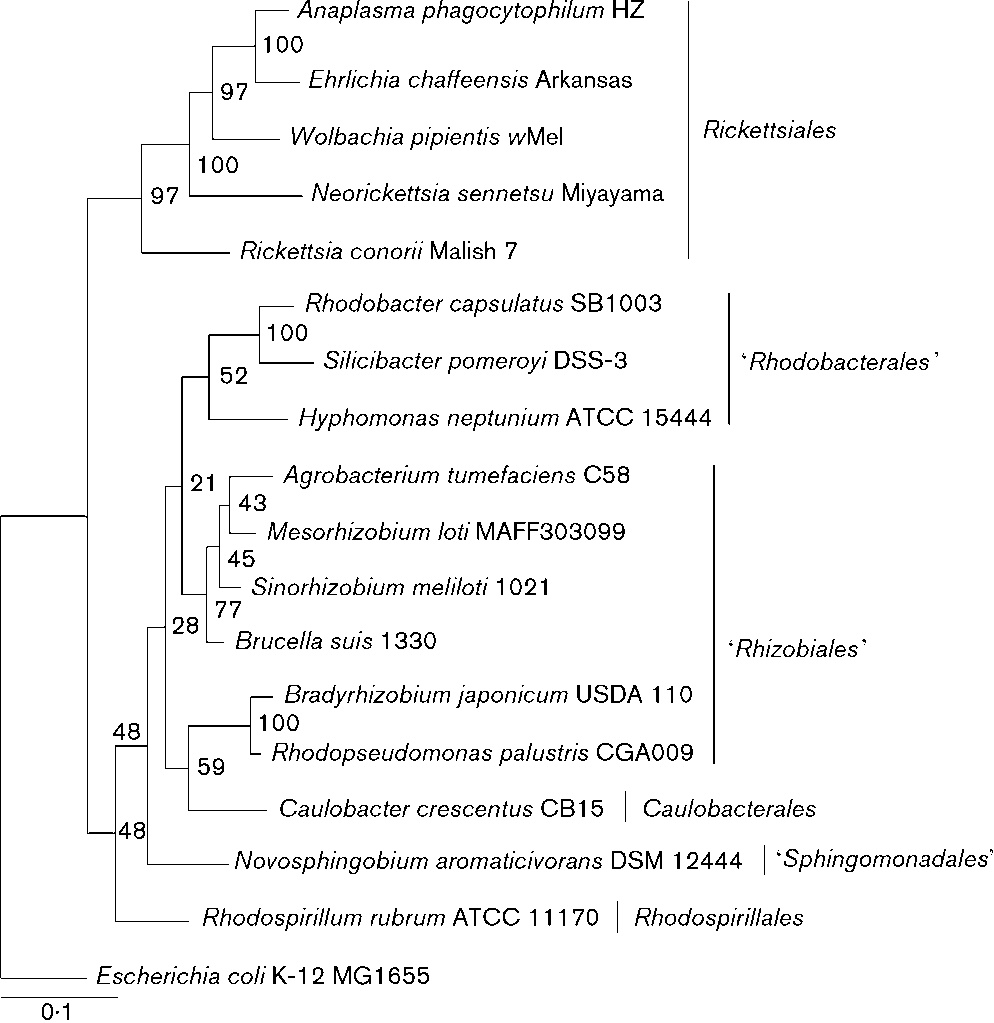 Anaplasma phagocytophilum HZ
100
Ehrlichia chaffeensis Arkansas
97
Rickettsiales
Wolbachia pipientis wMel
100
97
Neorickettsia sennetsu Miyayama
Rickettsia conorii Malish 7
Rhodobacter capsulatus SB1003
100
Silicibacter pomeroyi DSS-3
‘Rhodobacterales’
52
Hyphomonas neptunium ATCC 15444
Agrobacterium tumefaciens C58
21
43
Mesorhizobium loti MAFF303099
45
Sinorhizobium meliloti 1021
77
28
Brucella suis 1330
‘Rhizobiales’
Bradyrhizobium japonicum USDA 110
100
48
Rhodopseudomonas palustris CGA009
59
Caulobacter crescentus CB15 Caulobacterales
48
Novosphingobium aromaticivorans DSM 12444 ‘Sphingomonadales’
Rhodospirillum rubrum ATCC 11170 Rhodospirillales
Escherichia coli K-12 MG1655
0·1